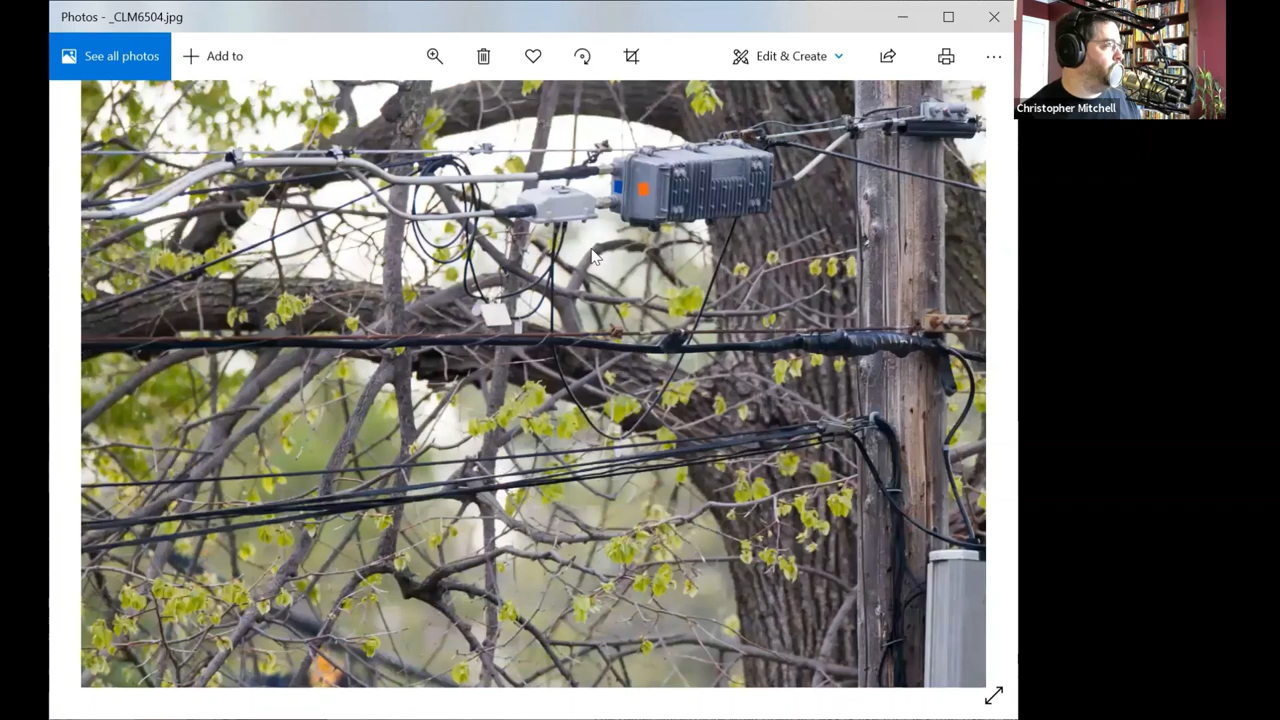 Photos - _CLM6504.jpg
See all photos
Add to
Edit & Create
Christopher Mitchell